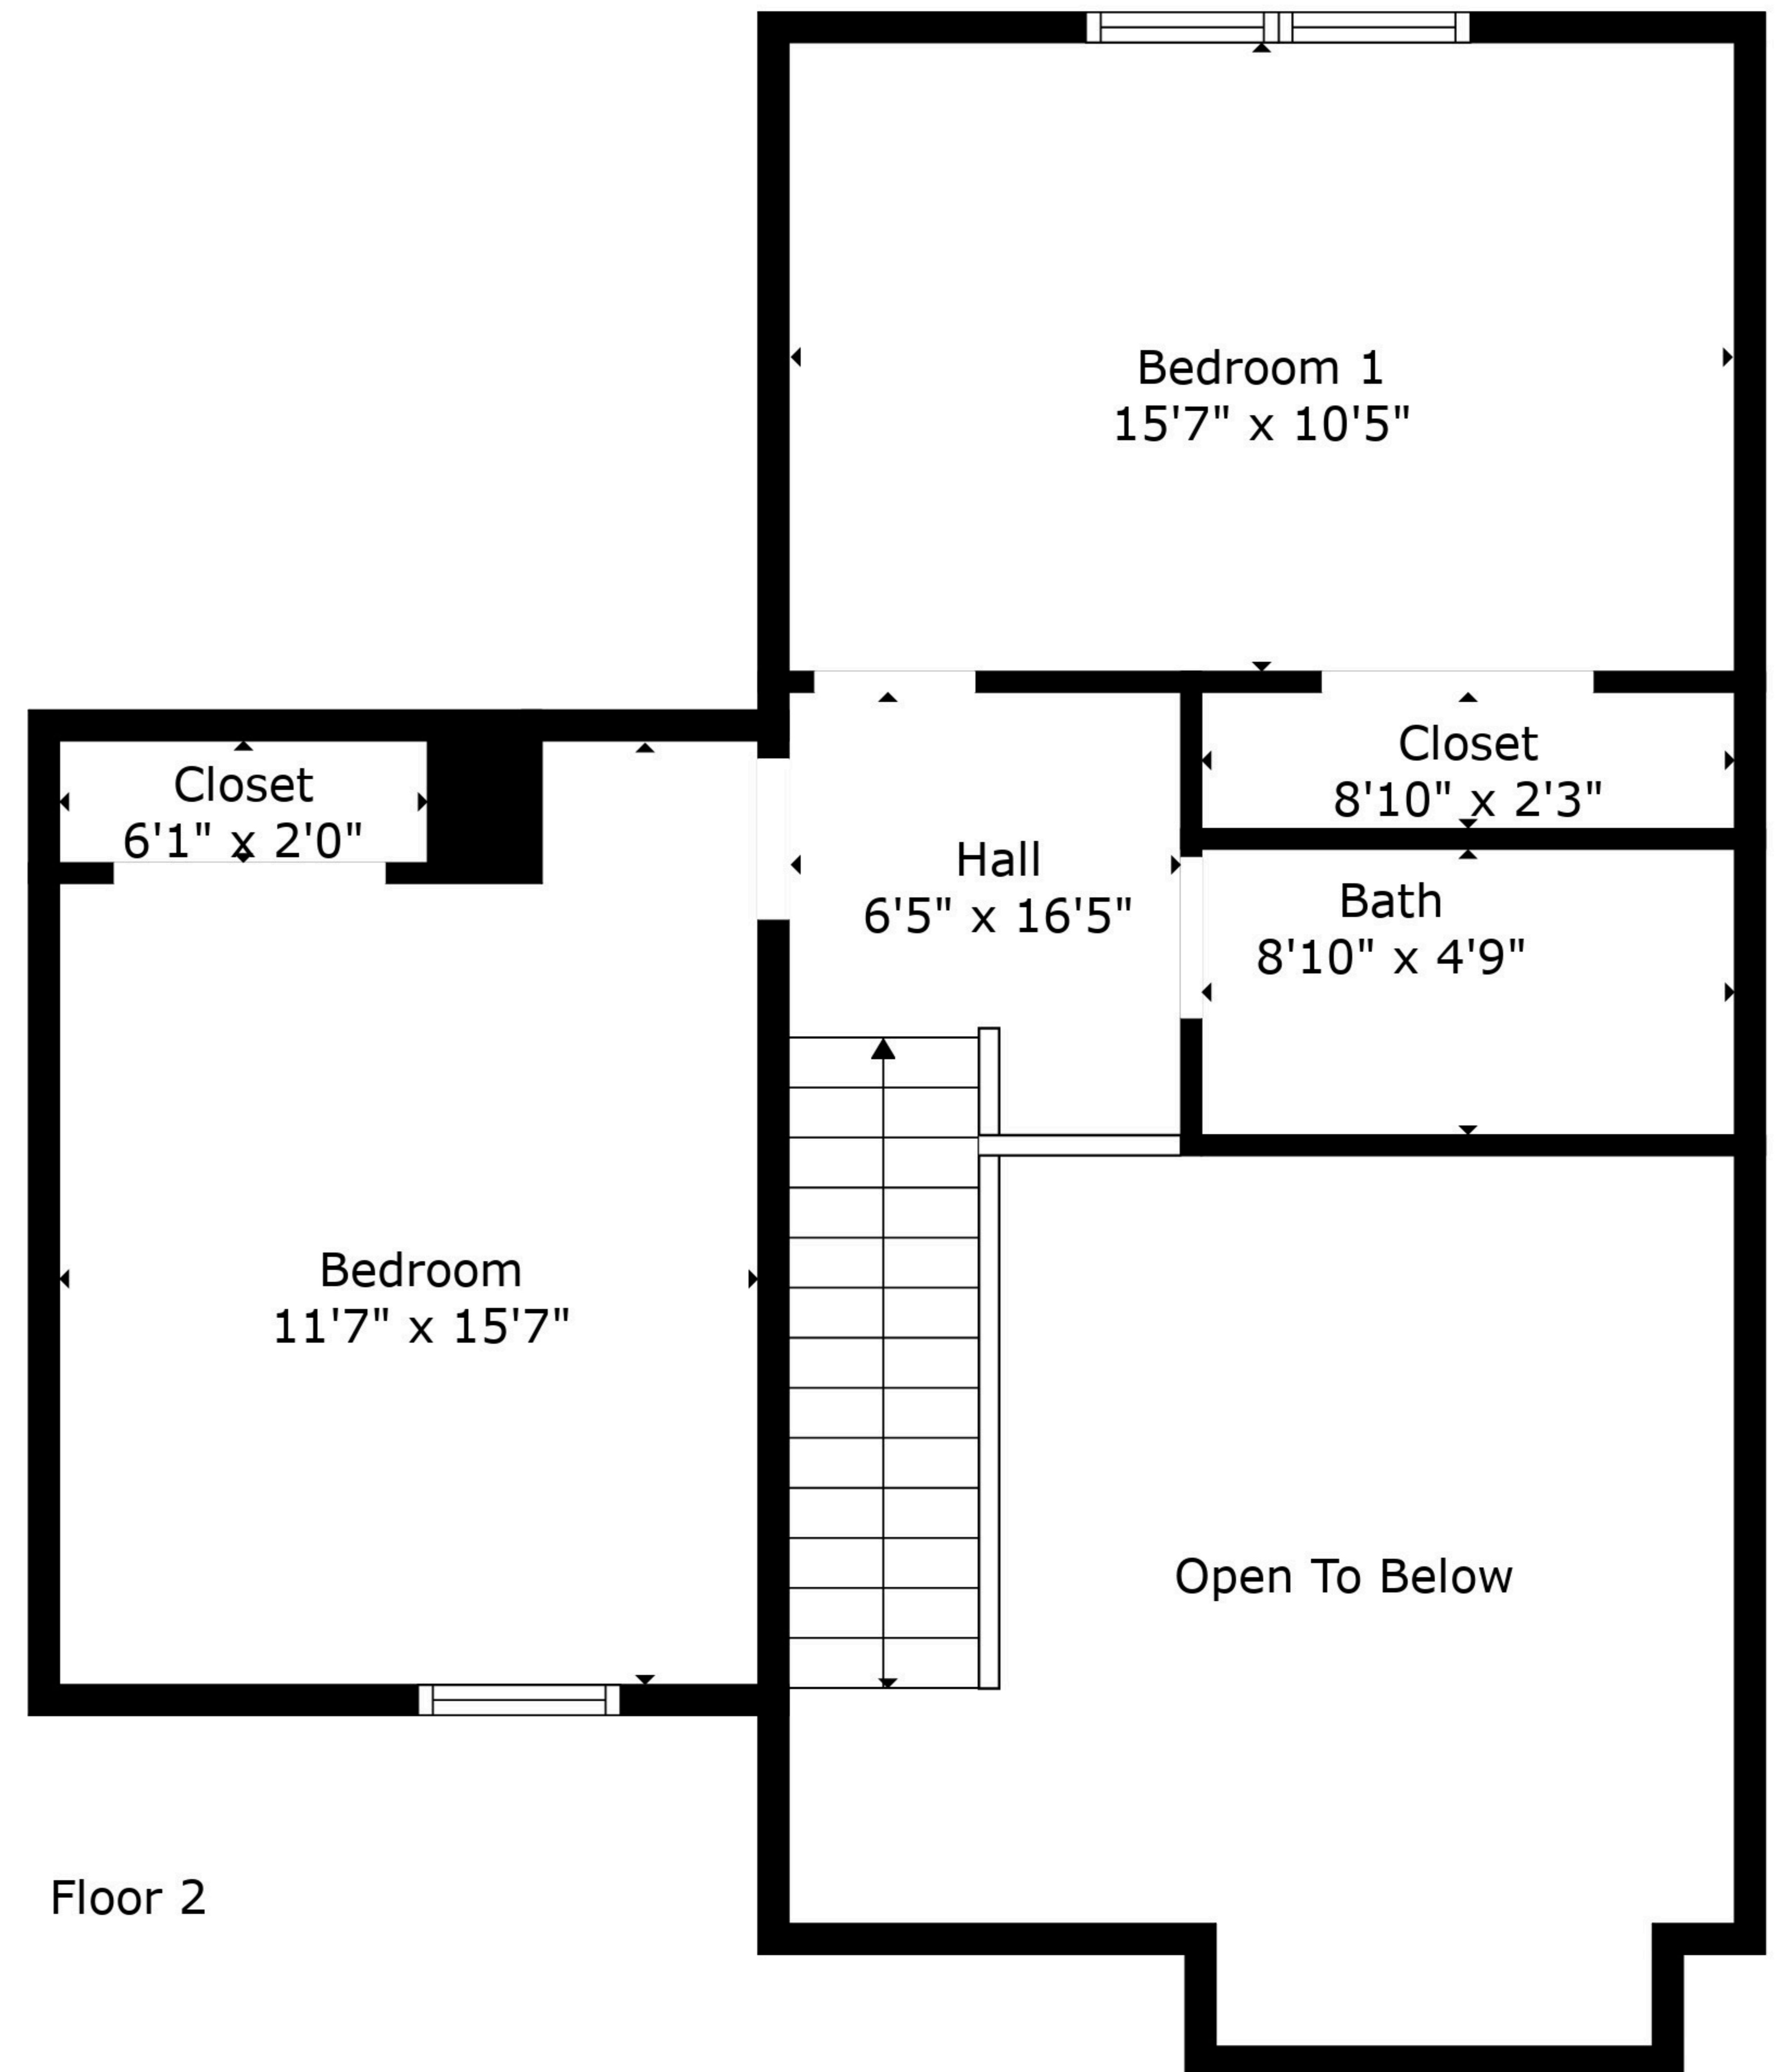 Bedroom 1
15'7" x 10'5"
Closet
8'10" x 2'3"
Closet
6'1" x 2'0"
Hall
6'5" x 16'5"
Bath
8'10" x 4'9"
Bedroom
11'7" x 15'7"
Open To Below
Floor 2